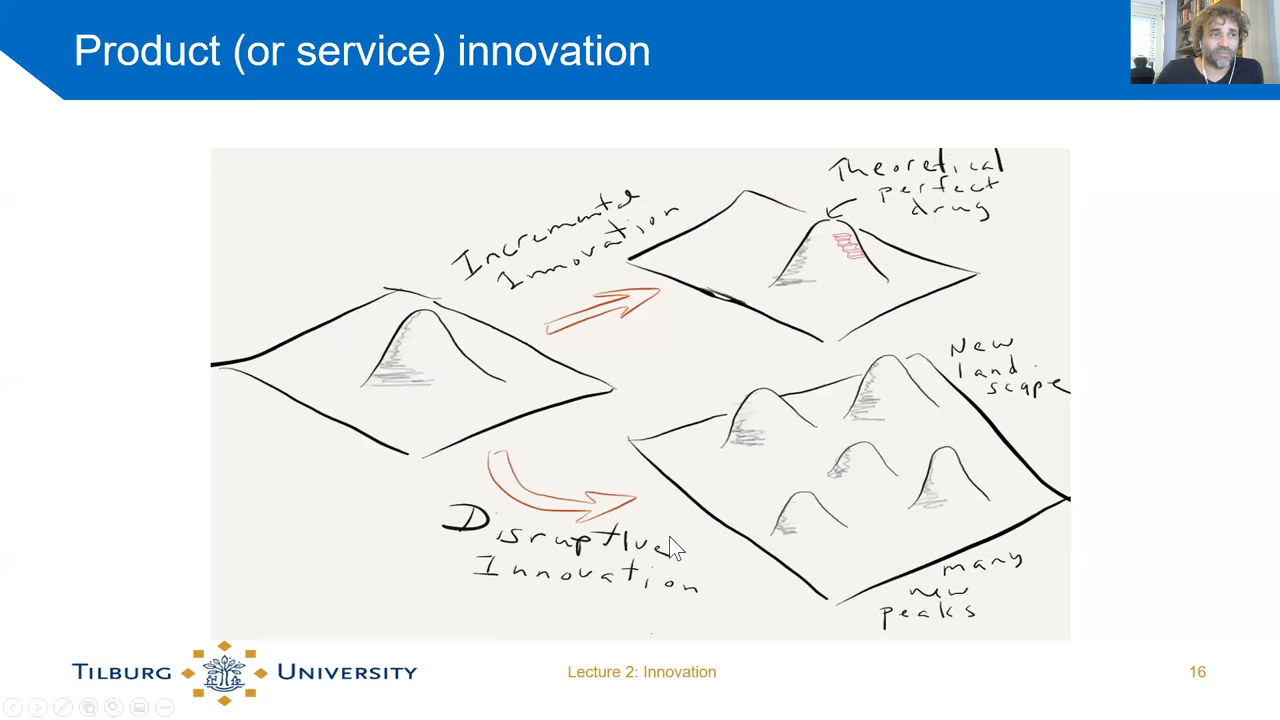 Product (or service) innovation
Theoretical
perfect
drug
Incremental
Innovation
New
land
scape
Disruptive
Innovation
many
new
peaks
TILBURG UNIVERSITY
Lecture 2: Innovation
16